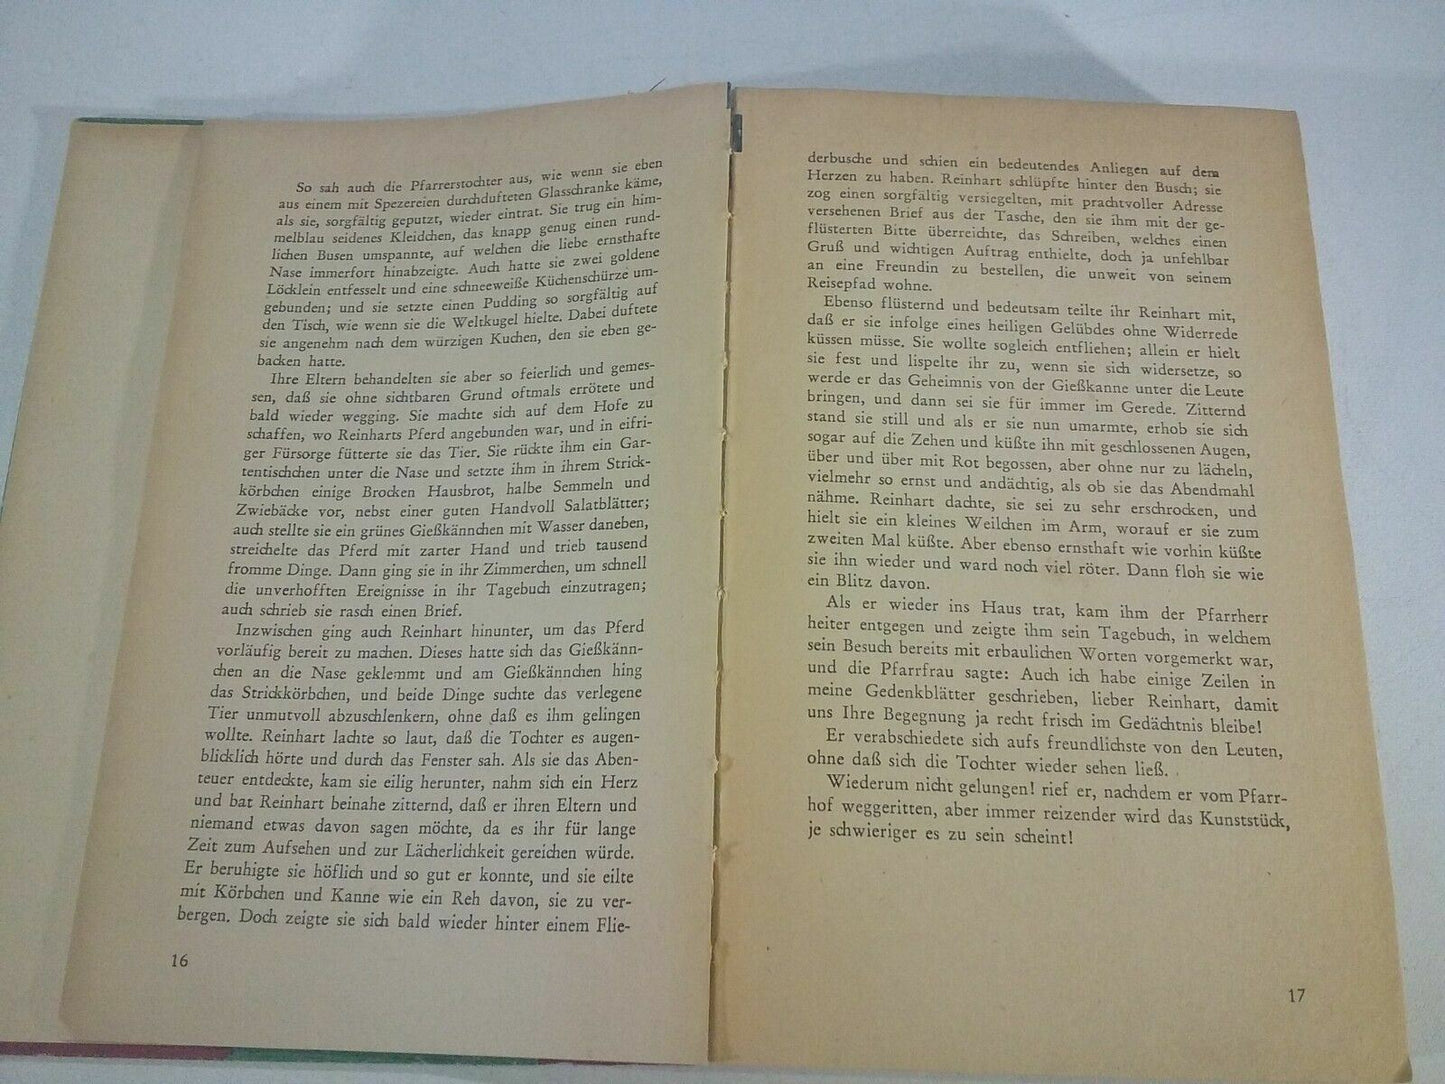 So sah auch die Pfarrerstochter aus, wie wenn sie eben
aus einem mit Spezereien durchdufteten Glasschranke käme,
als sie, sorgfältig geputzt, wieder eintrat. Sie trug ein him-
melblau seidenes Kleidchen, das knapp genug einen rund-
lichen Busen umspannte, auf welchen die liebe ernsthafte
Nase immerfort hinabzeigte. Auch hatte sie zwei goldene
Löcklein entfesselt und eine schneeweiße Küchenschürze um-
gebunden; und sie setzte einen Pudding so sorgfältig auf
den Tisch, wie wenn sie die Weltkugel hielte. Dabei duftete
sie angenehm nach dem würzigen Kuchen, den sie eben ge-
backen hatte.
Ihre Eltern behandelten sie aber so feierlich und gemes-
sen, daß sie ohne sichtbaren Grund oftmals errötete und
bald wieder wegging. Sie machte sich auf dem Hofe zu
schaffen, wo Reinharts Pferd angebunden war, und in eifri-
ger Fürsorge fütterte sie das Tier. Sie rückte ihm ein Gar-
tentischchen unter die Nase und setzte ihm in ihrem Strick-
körbchen einige Brocken Hausbrot, halbe Semmeln und
Zwiebäcke vor, nebst einer guten Handvoll Salatblätter;
auch stellte sie ein grünes Gießkännchen mit Wasser daneben,
streichelte das Pferd mit zarter Hand und trieb tausend
fromme Dinge. Dann ging sie in ihr Zimmerchen, um schnell
die unverhofften Ereignisse in ihr Tagebuch einzutragen;
auch schrieb sie rasch einen Brief.
Inzwischen ging auch Reinhart hinunter, um das Pferd
vorläufig bereit zu machen. Dieses hatte sich das Gießkänn-
chen an die Nase geklemmt und am Gießkännchen hing
das Strickkörbchen, und beide Dinge suchte das verlegene
Tier unmutvoll abzuschlenkern, ohne daß es ihm gelingen
wollte. Reinhart lachte so laut, daß die Tochter es augen-
blicklich hörte und durch das Fenster sah. Als sie das Aben-
teuer entdeckte, kam sie eilig herunter, nahm sich ein Herz
und bat Reinhart beinahe zitternd, daß er ihren Eltern und
niemand etwas davon sagen möchte, da es ihr für lange
Zeit zum Aufsehen und zur Lächerlichkeit gereichen würde.
Er beruhigte sie höflich und so gut er konnte, und sie eilte
mit Körbchen und Kanne wie ein Reh davon, sie zu ver-
bergen. Doch zeigte sie sich bald wieder hinter einem Flie-
16
derbusche und schien ein bedeutendes Anliegen auf dem
Herzen zu haben. Reinhart schlüpfte hinter den Busch; sie
zog einen sorgfältig versiegelten, mit prachtvoller Adresse
versehenen Brief aus der Tasche, den sie ihm mit der ge-
flüsterten Bitte überreichte, das Schreiben, welches einen
Gruß und wichtigen Auftrag enthielte, doch ja unfehlbar
an eine Freundin zu bestellen, die unweit von seinem
Reisepfad wohne.
Ebenso flüsternd und bedeutsam teilte ihr Reinhart mit,
daß er sie infolge eines heiligen Gelübdes ohne Widerrede
küssen müsse. Sie wollte sogleich entfliehen; allein er hielt
sie fest und lispelte ihr zu, wenn sie sich widersetze, so
werde er das Geheimnis von der Gießkanne unter die Leute
bringen, und dann sei sie für immer im Gerede. Zitternd
stand sie still und als er sie nun umarmte, erhob sie sich
sogar auf die Zehen und küßte ihn mit geschlossenen Augen,
über und über mit Rot begossen, aber ohne nur zu lächeln,
vielmehr so ernst und andächtig, als ob sie das Abendmahl
nähme. Reinhart dachte, sie sei zu sehr erschrocken, und
hielt sie ein kleines Weilchen im Arm, worauf er sie zum
zweiten Mal küßte. Aber ebenso ernsthaft wie vorhin küßte
sie ihn wieder und ward noch viel röter. Dann floh sie wie
ein Blitz davon.
Als er wieder ins Haus trat, kam ihm der Pfarrherr
heiter entgegen und zeigte ihm sein Tagebuch, in welchem
sein Besuch bereits mit erbaulichen Worten vorgemerkt war,
und die Pfarrfrau sagte: Auch ich habe einige Zeilen in
meine Gedenkblätter geschrieben, lieber Reinhart, damit
uns Ihre Begegnung ja recht frisch im Gedächtnis bleibe!
Er verabschiedete sich aufs freundlichste von den Leuten,
ohne daß sich die Tochter wieder sehen ließ.
Wiederum nicht gelungen! rief er, nachdem er vom Pfarr-
hof weggeritten, aber immer reizender wird das Kunststück,
je schwieriger es zu sein scheint!
17